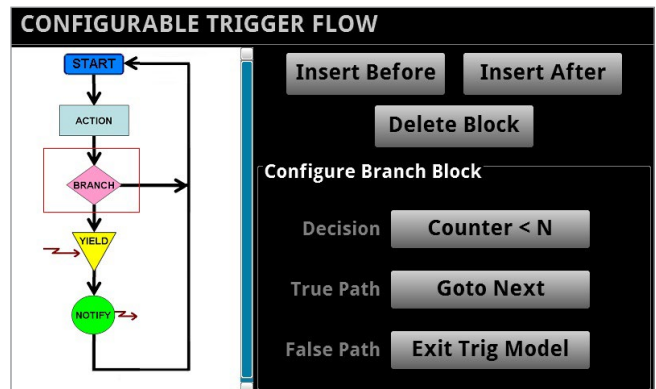 CONFIGURABLE TRIGGER FLOW
START
ACTION
BRANCH
YIELD
NOTIFY
Insert Before
Insert After
Delete Block
Configure Branch Block
Decision
Counter < N
True Path
Goto Next
False Path
Exit Trig Model